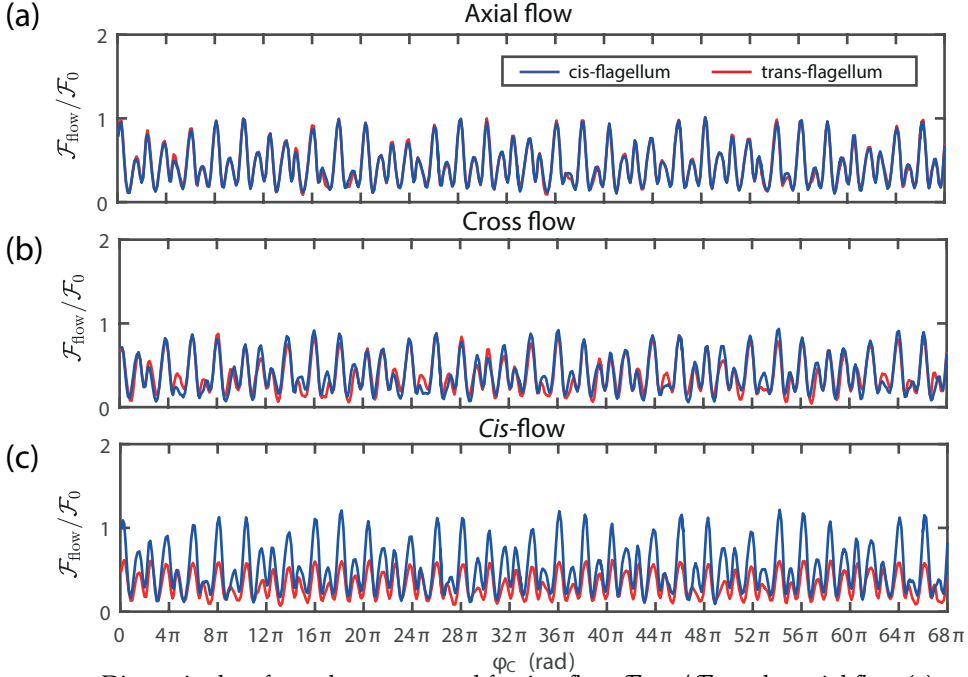 (a)
Axial flow
2
1
0
ℱflow/ℱ0
cis-flagellum
trans-flagellum
(b)
Cross flow
2
1
0
ℱflow/ℱ0
(c)
Cis-flow
2
1
0
ℱflow/ℱ0
0 4π 8π 12π 16π 20π 24π 28π 32π 36π 40π 44π 48π 52π 56π 60π 64π 68π
φC (rad)